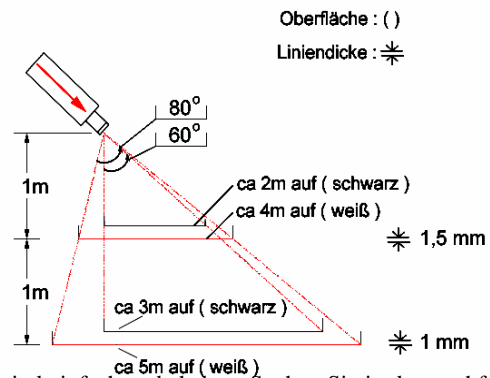 Oberfläche : ( )
Liniendicke :
80°
60°
1m
ca 2m auf ( schwarz )
ca 4m auf ( weiß )
1,5 mm
1m
ca 3m auf ( schwarz )
1 mm
ca 5m auf ( weiß )